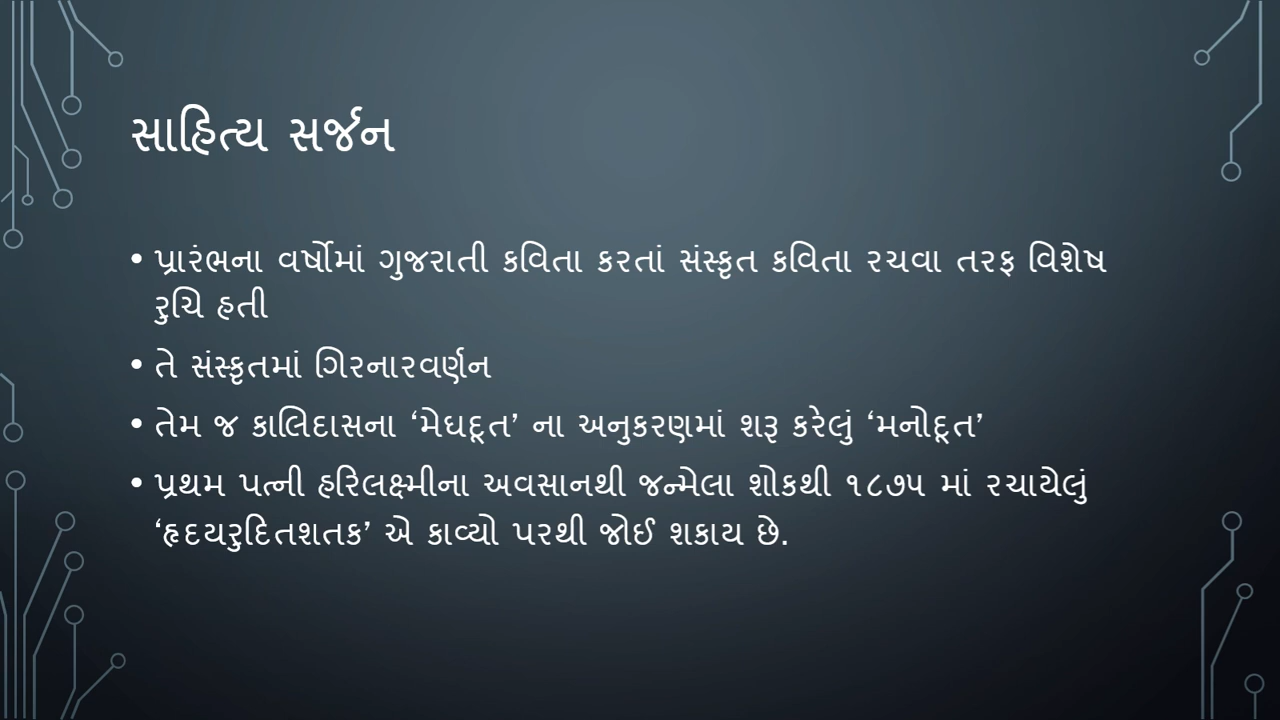 સાહિત્ય સર્જન
• પ્રારંભના વર્ષોમાં ગુજરાતી કવિતા કરતાં સંસ્કૃત કવિતા રચવા તરફ વિશેષ
રુચિ હતી
• તે સંસ્કૃતમાં ગિરનારવર્ણન
• તેમ જ કાલિદાસના ‘મેઘદૂત’ ના અનુકરણમાં શરૂ કરેલું ‘મનોદૂત’
• પ્રથમ પત્ની હરિલક્ષ્મીના અવસાનથી જન્મેલા શોકથી ૧૮૭૫ માં રચાયેલું
‘હૃદયરુદિતશતક’ એ કાવ્યો પરથી જોઈ શકાય છે.